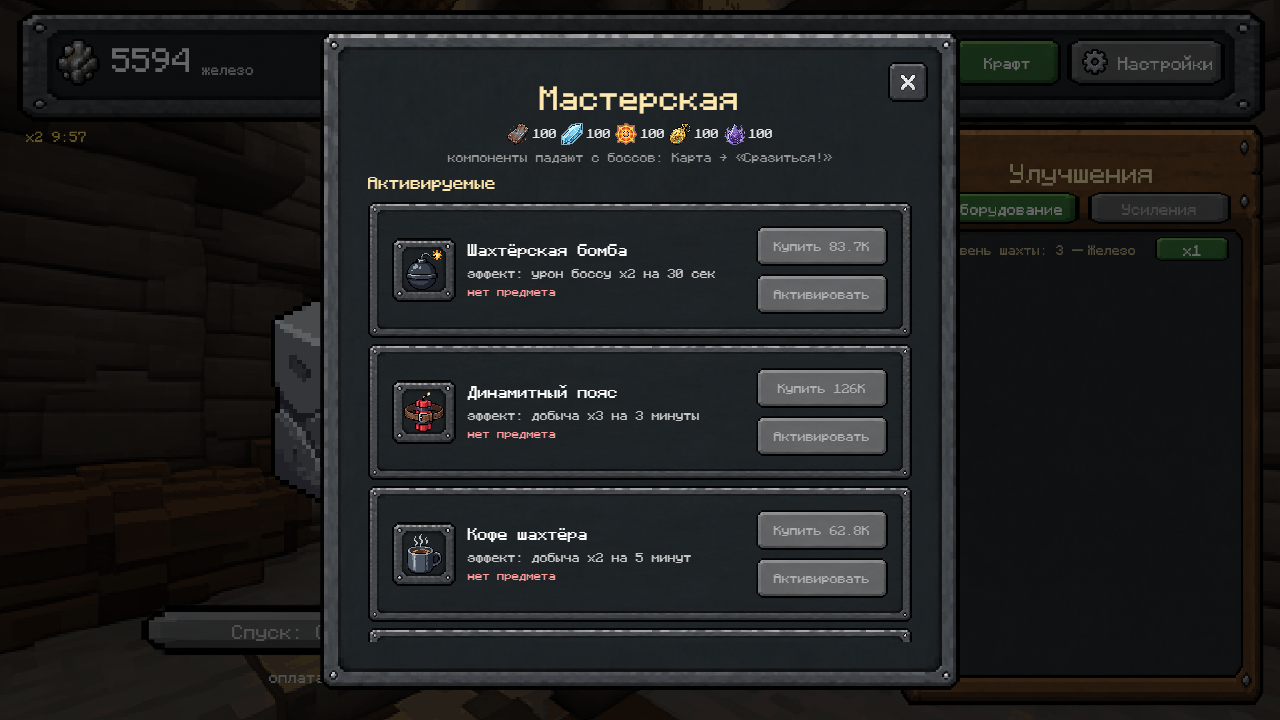 5594 железо
Крафт
Настройки
x2 9:57
Мастерская
100 100 100 100 100
компоненты падают с боссов: Карта → «Сразиться!»
Активируемые
Шахтёрская бомба
эффект: урон боссу x2 на 30 сек
нет предмета
Купить 83.7K
Активировать
Динамитный пояс
эффект: добыча x3 на 3 минуты
нет предмета
Купить 126K
Активировать
Кофе шахтёра
эффект: добыча x2 на 5 минут
нет предмета
Купить 62.8K
Активировать
Улучшения
борудование
Усиления
вень шахты: 3 — Железо
x1
Спуск:
оплата